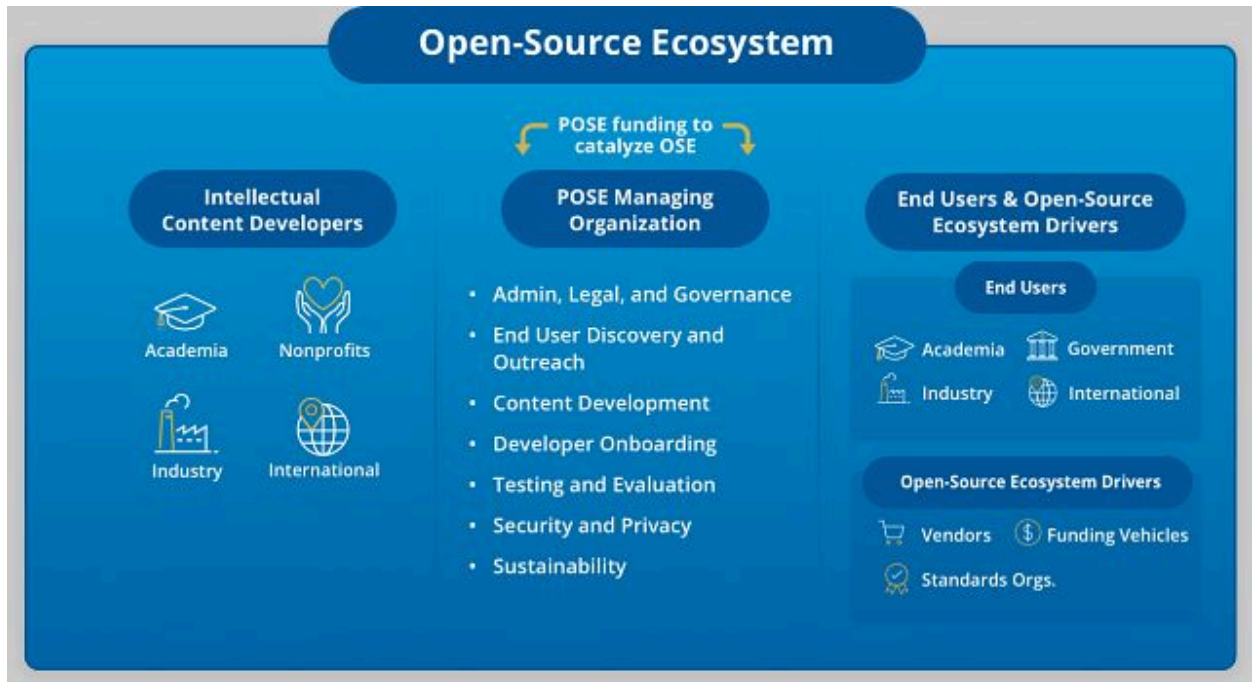 Open-Source Ecosystem
POSE funding to
catalyze OSE
Intellectual
Content Developers
Academia
Nonprofits
Industry
International
POSE Managing
Organization
• Admin, Legal, and Governance
• End User Discovery and
Outreach
• Content Development
• Developer Onboarding
• Testing and Evaluation
• Security and Privacy
• Sustainability
End Users & Open-Source
Ecosystem Drivers
End Users
Academia
Government
Industry
International
Open-Source Ecosystem Drivers
Vendors
$ Funding Vehicles
Standards Orgs.